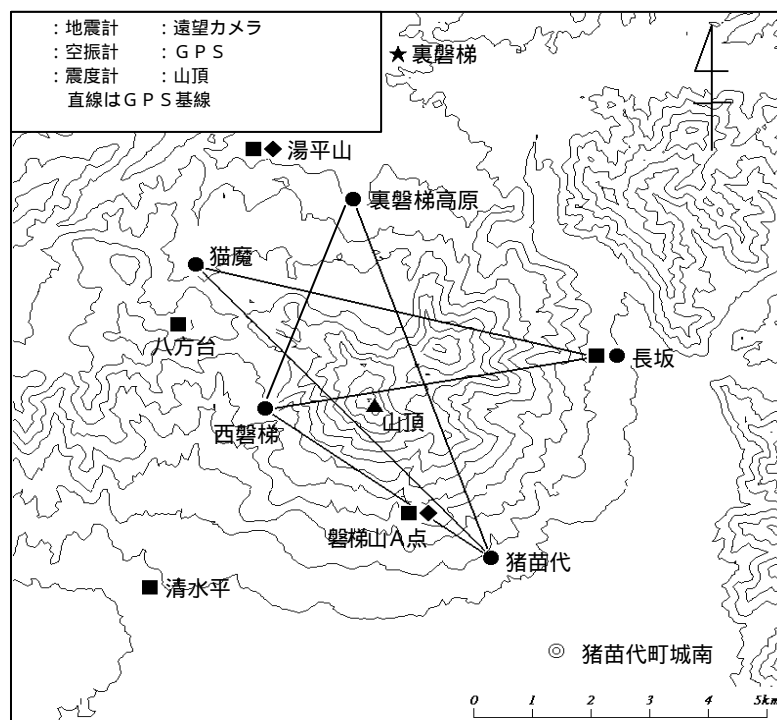 ：地震計　：遠望カメラ
：空振計　：ＧＰＳ
：震度計　：山頂
直線はＧＰＳ基線
★裏磐梯
■◆湯平山
●裏磐梯高原
猫魔
八方台
長坂
西磐梯
山頂
磐梯山Ａ点
猪苗代
清水平
◎ 猪苗代町城南
0 1 2 3 4 5km